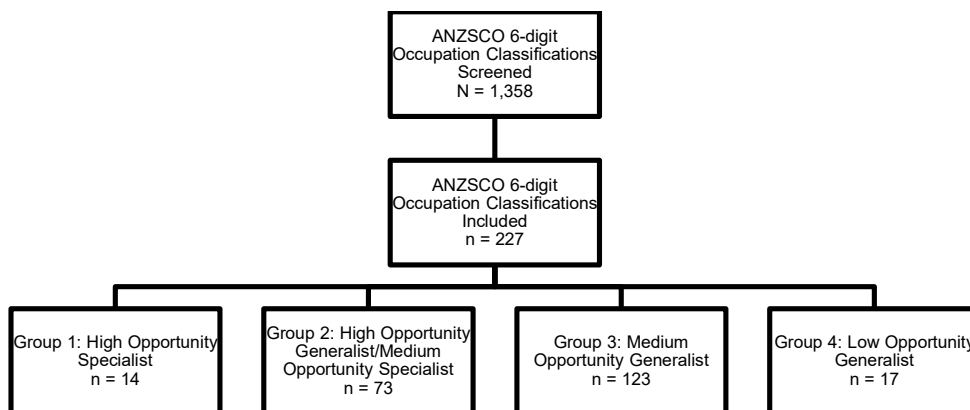 ANZSCO 6-digit
Occupation Classifications
Screened
N = 1,358
ANZSCO 6-digit
Occupation Classifications
Included
n = 227
Group 1: High Opportunity
Specialist
n = 14
Group 2: High Opportunity
Generalist/Medium
Opportunity Specialist
n = 73
Group 3: Medium
Opportunity Generalist
n = 123
Group 4: Low Opportunity
Generalist
n = 17